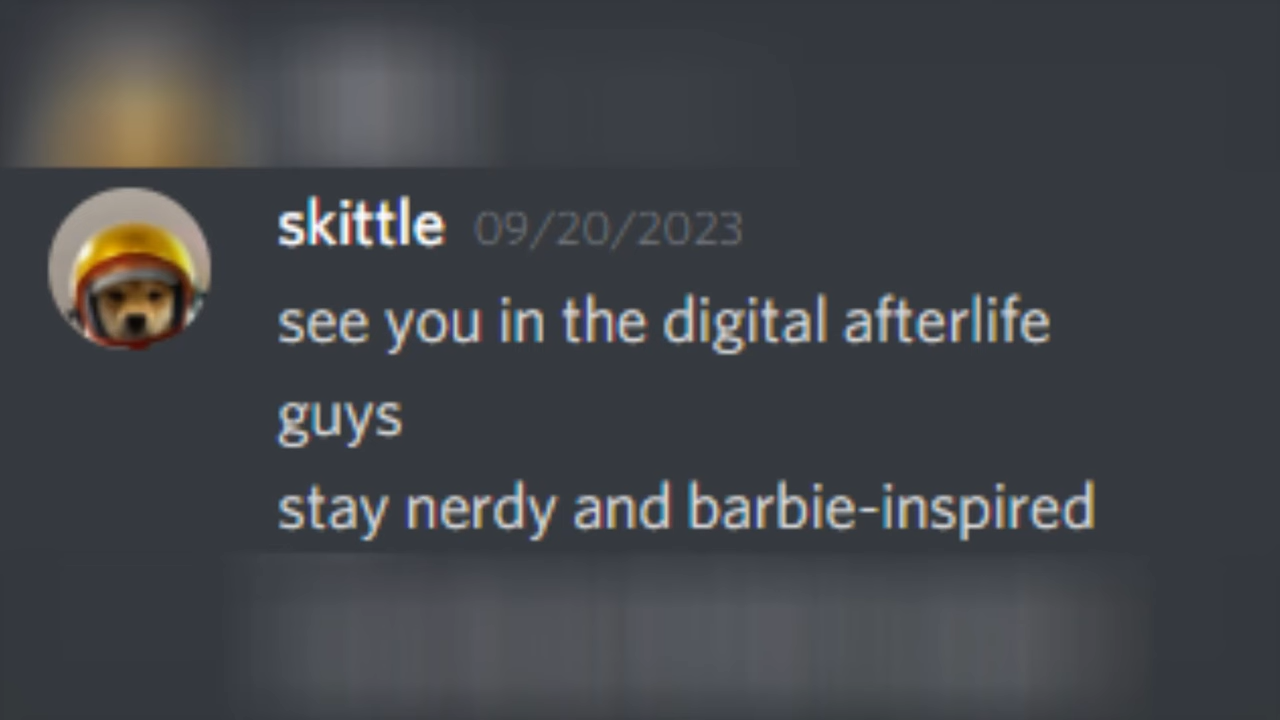 skittle 09/20/2023
see you in the digital afterlife
guys
stay nerdy and barbie-inspired